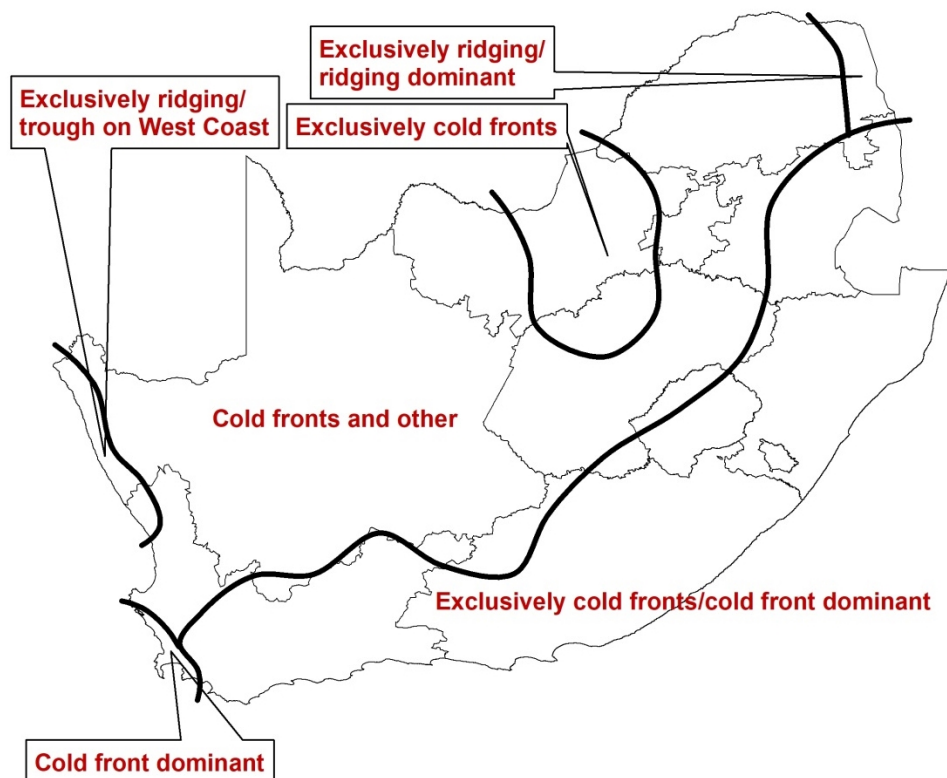 Exclusively ridging/
ridging dominant
Exclusively ridging/
trough on West Coast
Exclusively cold fronts
Cold fronts and other
Exclusively cold fronts/cold front dominant
Cold front dominant